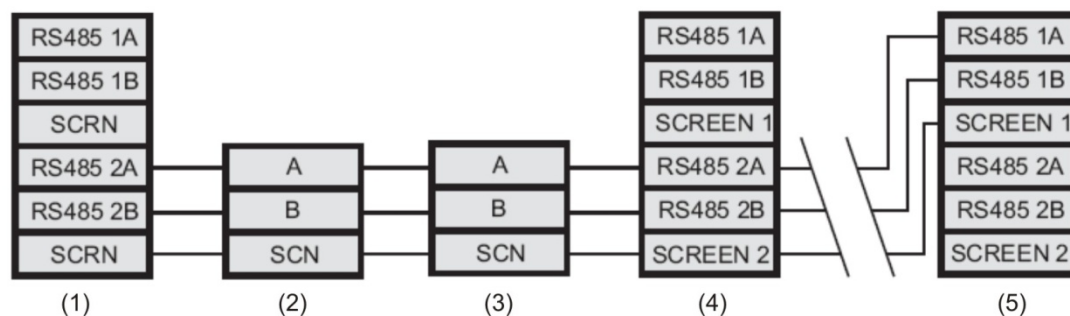 RS485 1A
RS485 1B
SCRN
RS485 2A
RS485 2B
SCRN
(1)
A
B
SCN
(2)
A
B
SCN
(3)
RS485 1A
RS485 1B
SCREEN 1
RS485 2A
RS485 2B
SCREEN 2
(4)
RS485 1A
RS485 1B
SCREEN 1
RS485 2A
RS485 2B
SCREEN 2
(5)